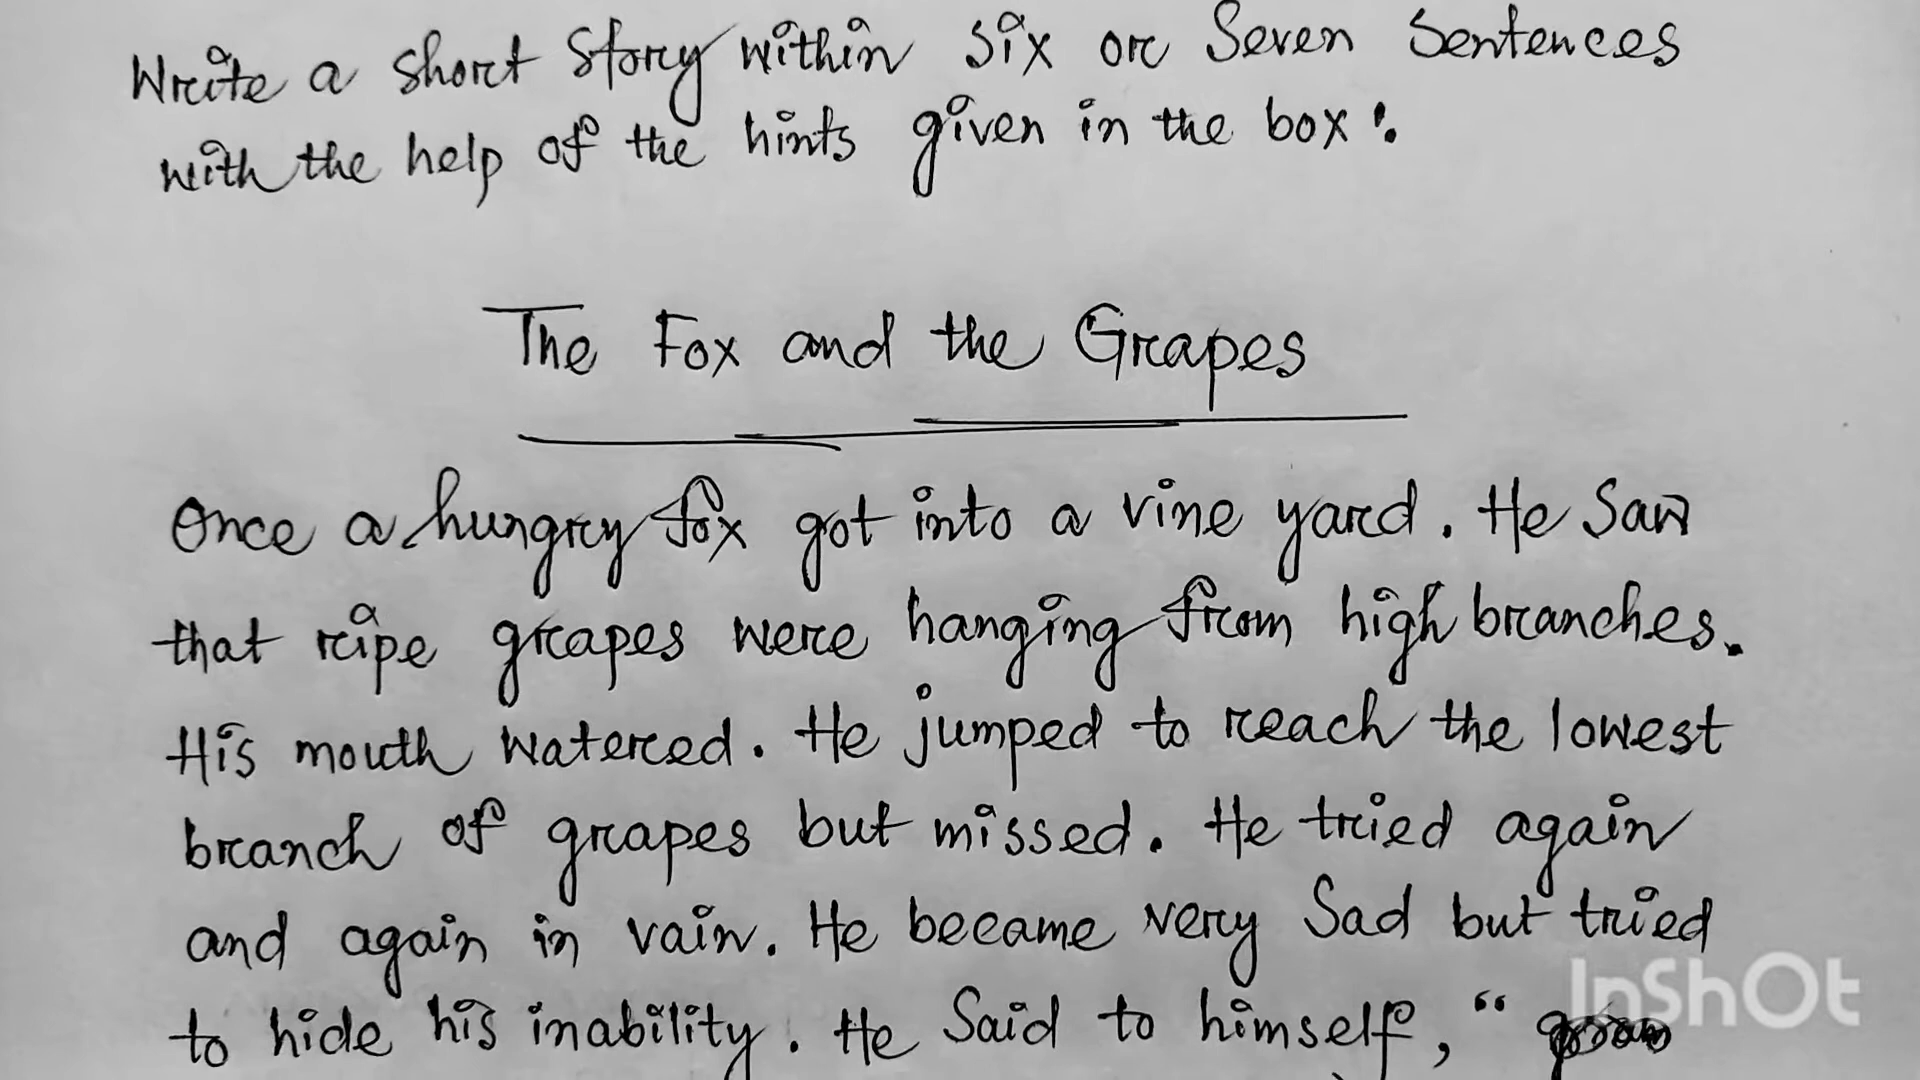 Write a short story within six or Seven Sentences
with the help of the hints given in the box :
The Fox and the Grapes
Once a hungry fox got into a vine yard. He Saw
that ripe grapes were hanging from high branches.
His mouth watered. He jumped to reach the lowest
branch of grapes but missed. He tried again
and again in vain. He became very Sad but tried
to hide his inability. He Said to himself, "
InShOt